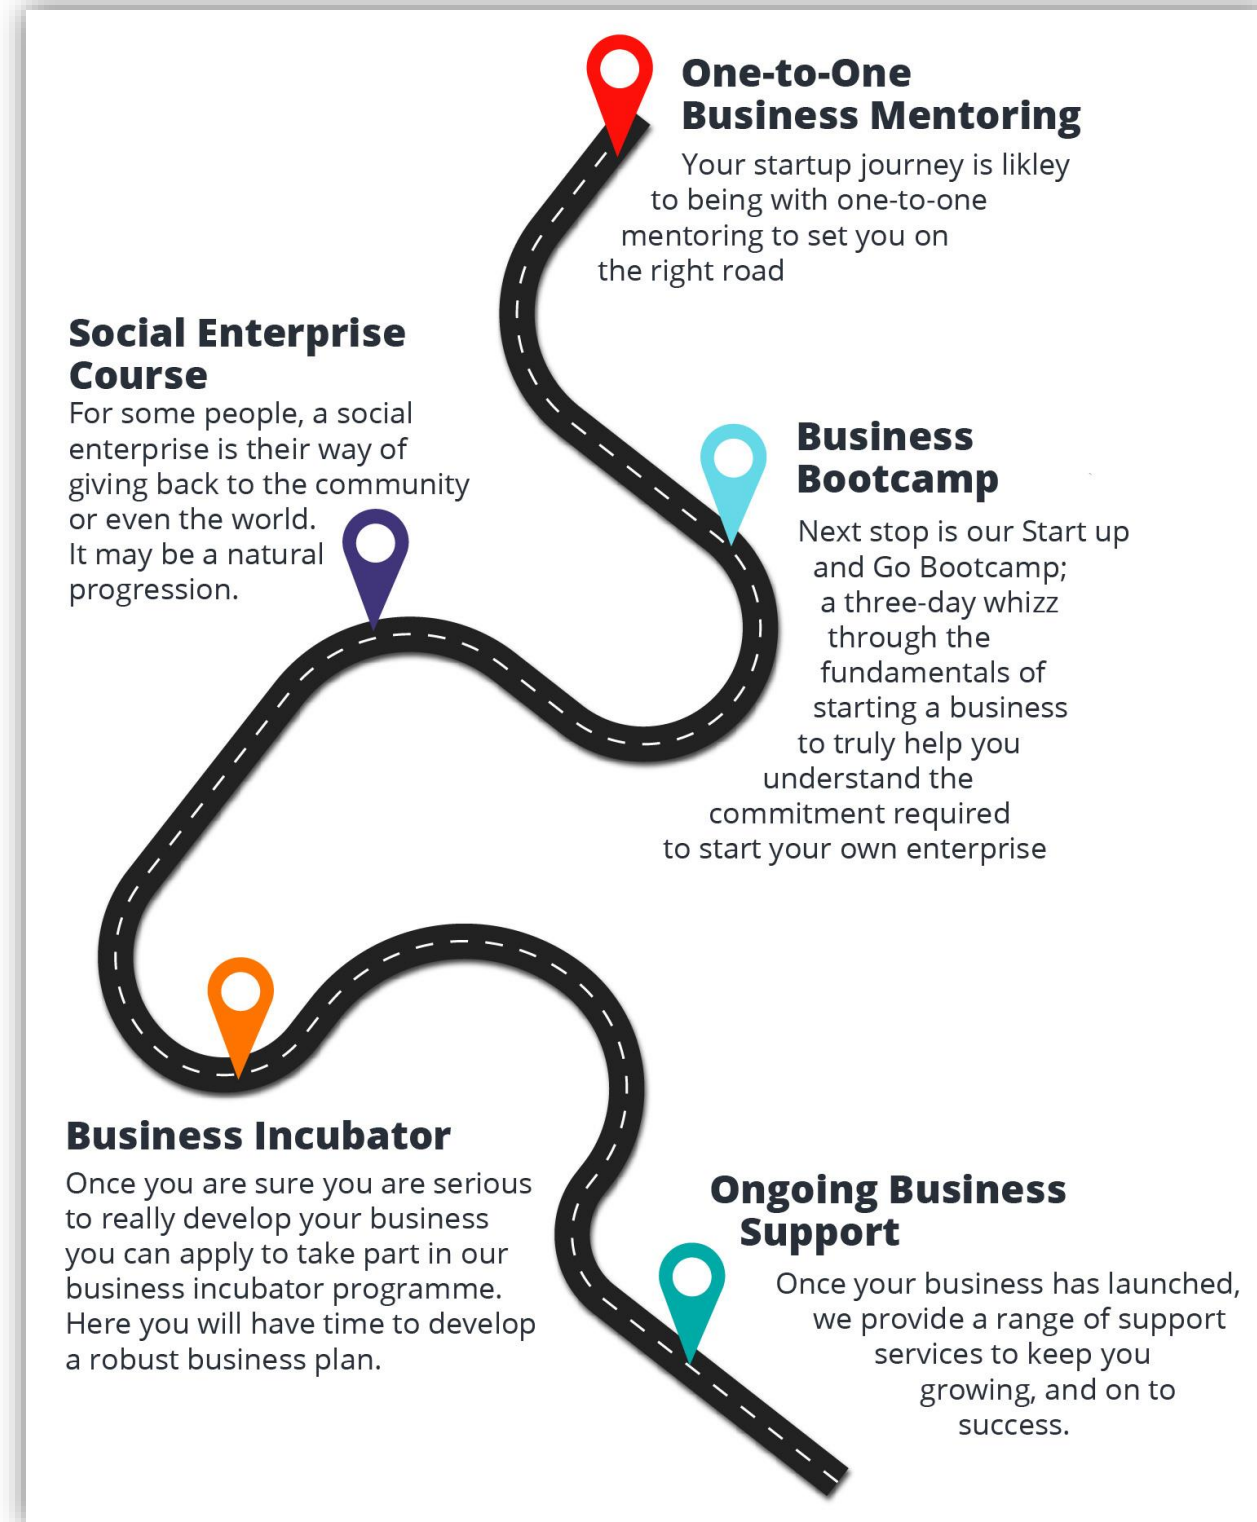 One-to-One
Business Mentoring
Your startup journey is likley
to being with one-to-one
mentoring to set you on
the right road
Social Enterprise
Course
For some people, a social
enterprise is their way of
giving back to the community
or even the world.
It may be a natural
progression.
Business
Bootcamp
Next stop is our Start up
and Go Bootcamp;
a three-day whizz
through the
fundamentals of
starting a business
to truly help you
understand the
commitment required
to start your own enterprise
Business Incubator
Once you are sure you are serious
to really develop your business
you can apply to take part in our
business incubator programme.
Here you will have time to develop
a robust business plan.
Ongoing Business
Support
Once your business has launched,
we provide a range of support
services to keep you
growing, and on to
success.